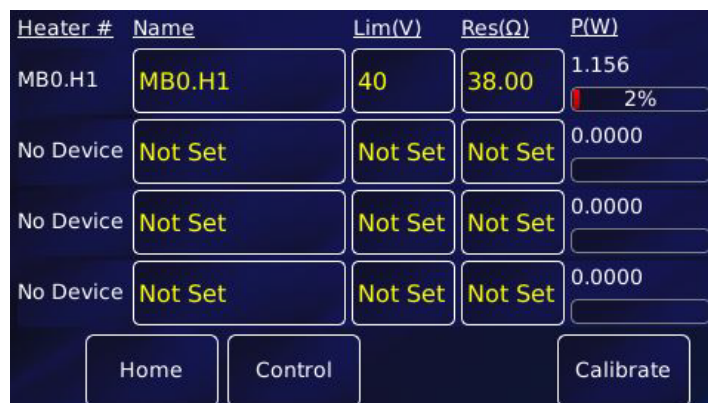 Heater # Name Lim(V) Res(Ω) P(W)
MB0.H1 MB0.H1 40 38.00 1.156
2%
No Device Not Set Not Set Not Set 0.0000
No Device Not Set Not Set Not Set 0.0000
No Device Not Set Not Set Not Set 0.0000
Home Control Calibrate